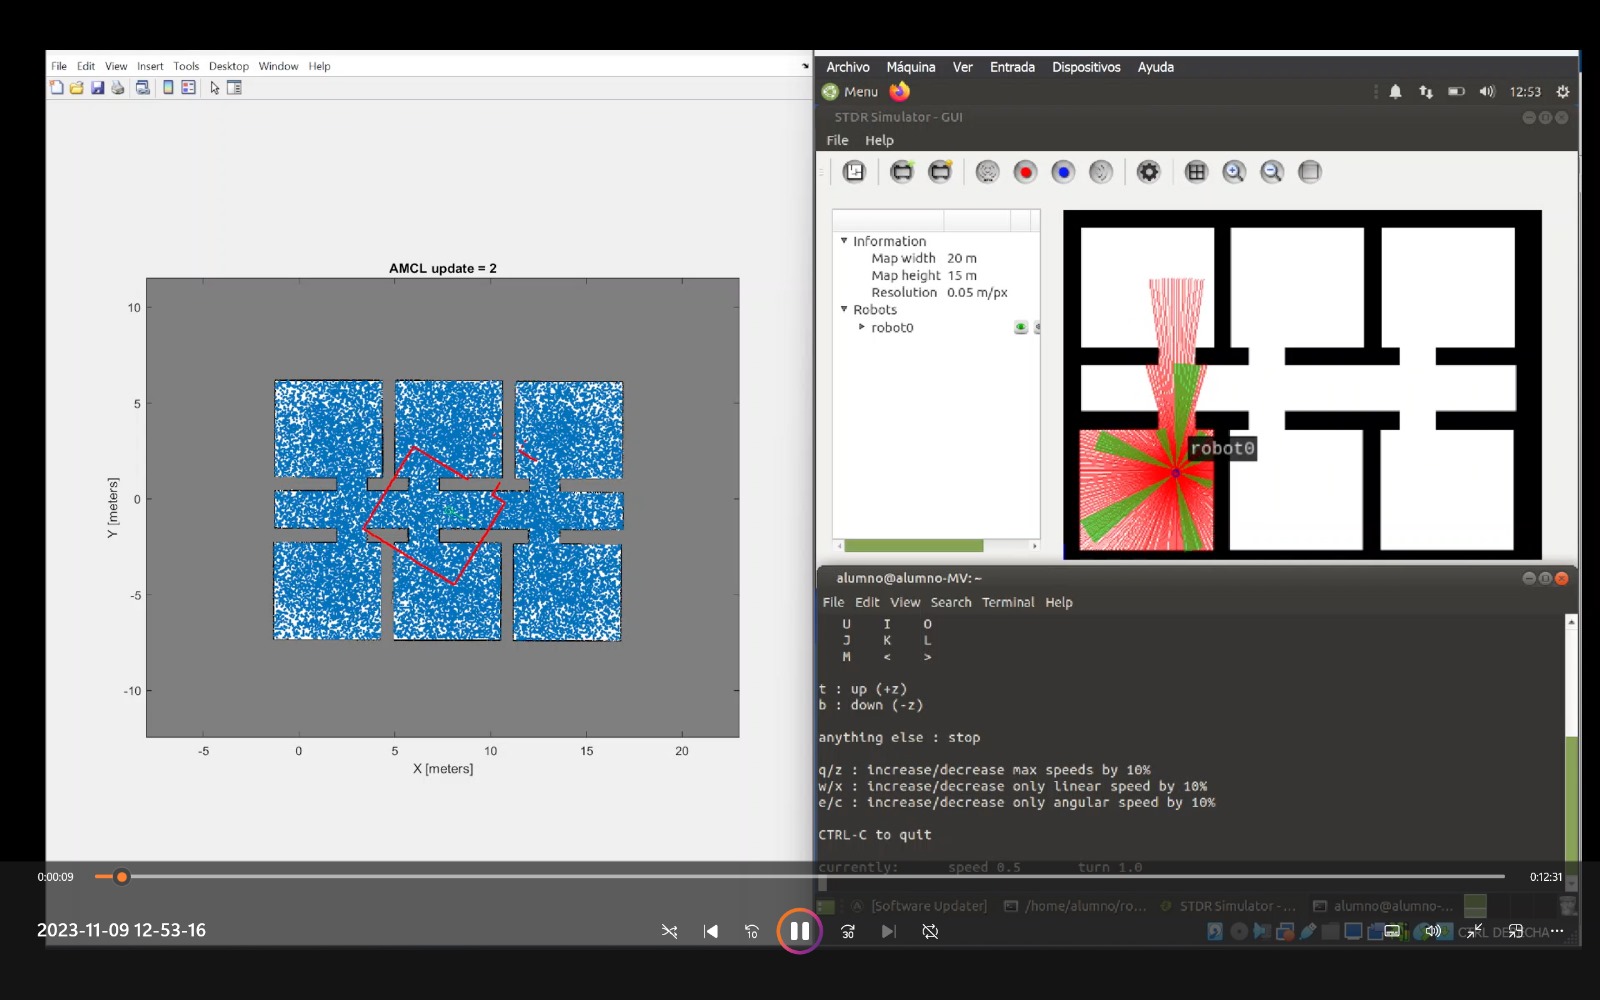 File Edit View Insert Tools Desktop Window Help
AMCL update = 2
10
5
0
-5
-10
Y [meters]
-5 0 5 10 15 20
X [meters]
Archivo Máquina Ver Entrada Dispositivos Ayuda
Menu 12:53
STDR Simulator - GUI
File Help
Information
Map width 20 m
Map height 15 m
Resolution 0.05 m/px
Robots
robot0
robot0
alumno@alumno-MV: ~
File Edit View Search Terminal Help
U I O
J K L
M < >
t : up (+z)
b : down (-z)
anything else : stop
q/z : increase/decrease max speeds by 10%
w/x : increase/decrease only linear speed by 10%
e/c : increase/decrease only angular speed by 10%
CTRL-C to quit
currently: speed 0.5 turn 1.0
[Software Updater] /home/alumno/ro... STDR Simulator -... alumno@alumno-...
0:00:09 0:12:31
2023-11-09 12-53-16
10 30